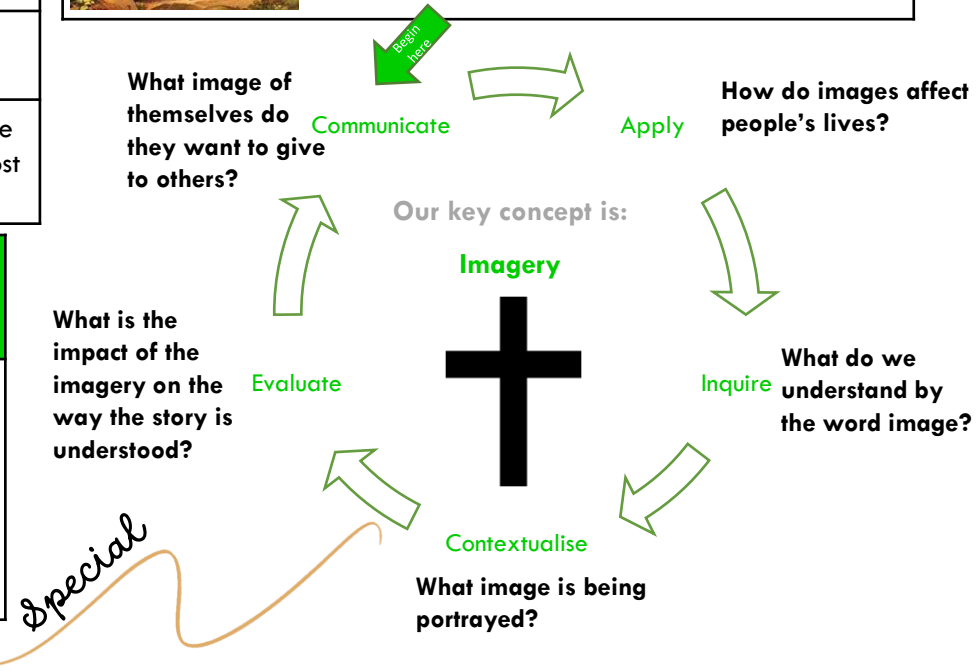 e
st
Begin
here
What image of
themselves do
they want to give
to others?
Communicate
Apply
How do images affect
people's lives?
Our key concept is:
Imagery
What is the
impact of the
imagery on the
way the story is
understood?
Evaluate
Inquire
What do we
understand by
the word image?
Contextualise
What image is being
portrayed?
Special